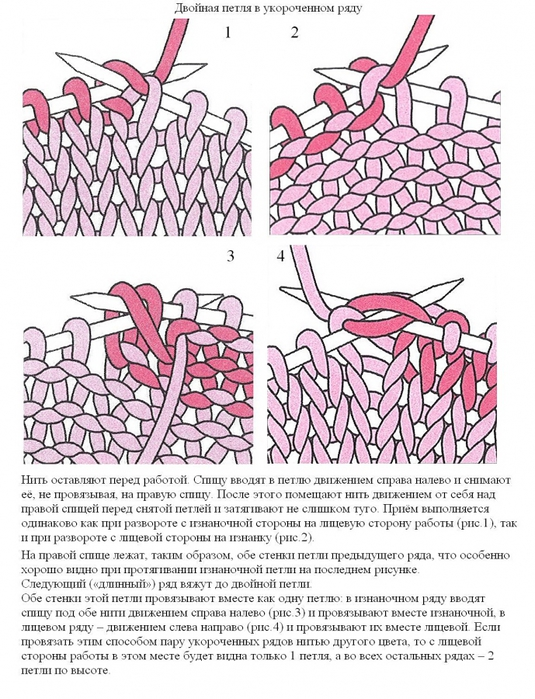 Двойная петля в укороченном ряду
1
2
3
4
Нить оставляют перед работой. Спицу вводят в петлю движением справа налево и снимают
её, не провязывая, на правую спицу. После этого помещают нить движением от себя над
правой спицей перед снятой петлёй и затягивают не слишком туго. Приём выполняется
одинаково как при развороте с изнаночной стороны на лицевую сторону работы (рис.1), так
и при развороте с лицевой стороны на изнанку (рис.2).
На правой спице лежат, таким образом, обе стенки петли предыдущего ряда, что особенно
хорошо видно при протягивании изнаночной петли на последнем рисунке.
Следующий («длинный») ряд вяжут до двойной петли.
Обе стенки этой петли провязывают вместе как одну петлю: в изнаночном ряду вводят
спицу под обе нити движением справа налево (рис.3) и провязывают вместе изнаночной, в
лицевом ряду – движением слева направо (рис.4) и провязывают их вместе лицевой. Если
провязать этим способом пару укороченных рядов нитью другого цвета, то с лицевой
стороны работы в этом месте будет видна только 1 петля, а во всех остальных рядах – 2
петли по высоте.